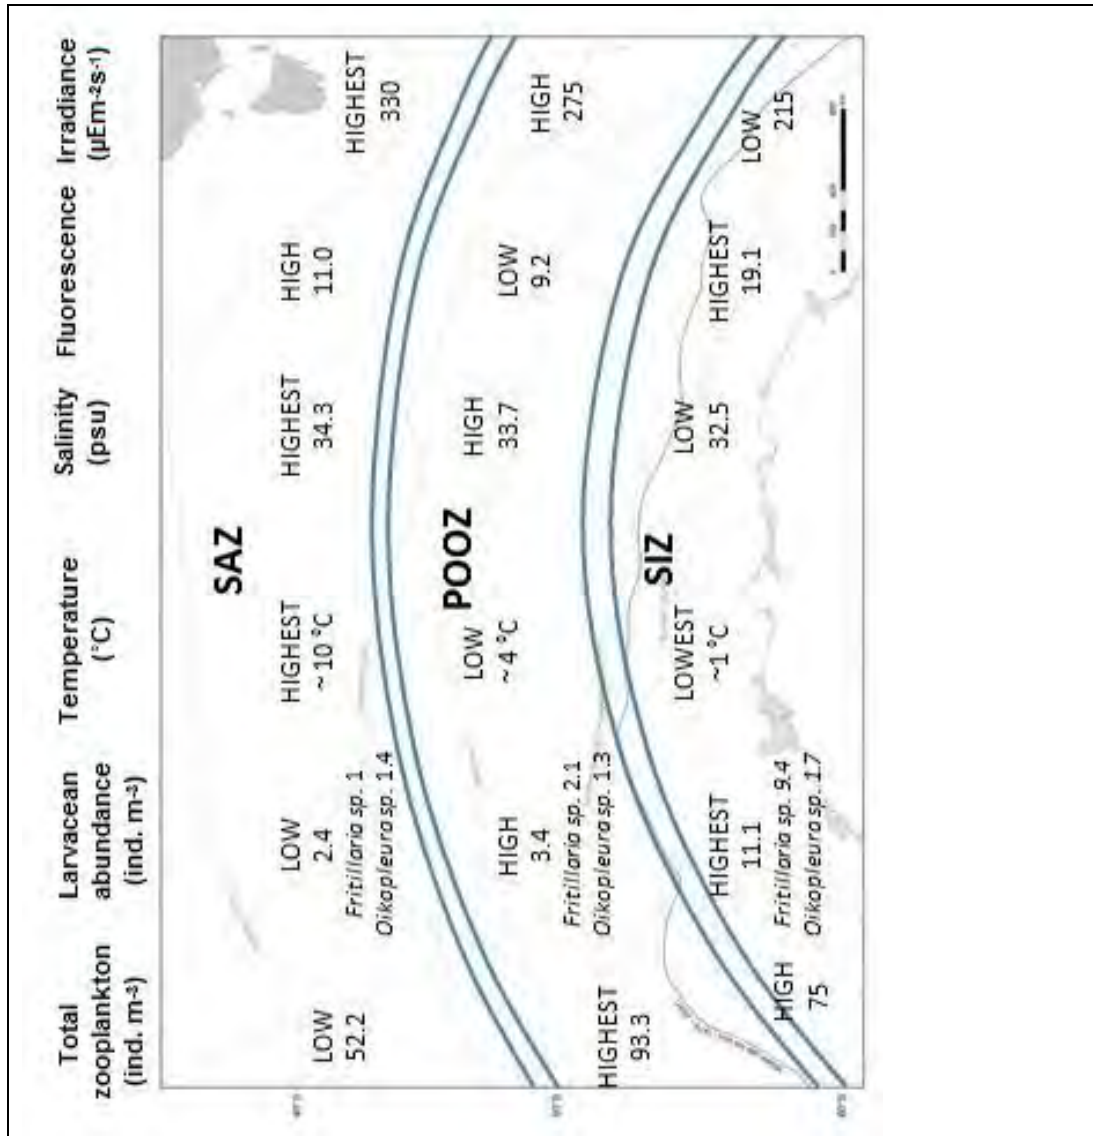 Total
zooplankton
(ind. m⁻³)
Larvacean
abundance
(ind. m⁻³)
Temperature
(°C)
Salinity
(psu)
Fluorescence
Irradiance
(µEm⁻²s⁻¹)
SAZ
LOW
52.2
LOW
2.4
Fritillaria sp. 1
Oikopleura sp. 1.4
HIGHEST
~10 °C
HIGHEST
34.3
HIGH
11.0
HIGHEST
330
POOZ
HIGHEST
93.3
HIGH
3.4
Fritillaria sp. 2.1
Oikopleura sp. 1.3
LOW
~4 °C
HIGH
33.7
LOW
9.2
HIGH
275
SIZ
HIGH
75
HIGHEST
11.1
Fritillaria sp. 9.4
Oikopleura sp. 1.7
LOWEST
~1 °C
LOW
32.5
HIGHEST
19.1
LOW
215